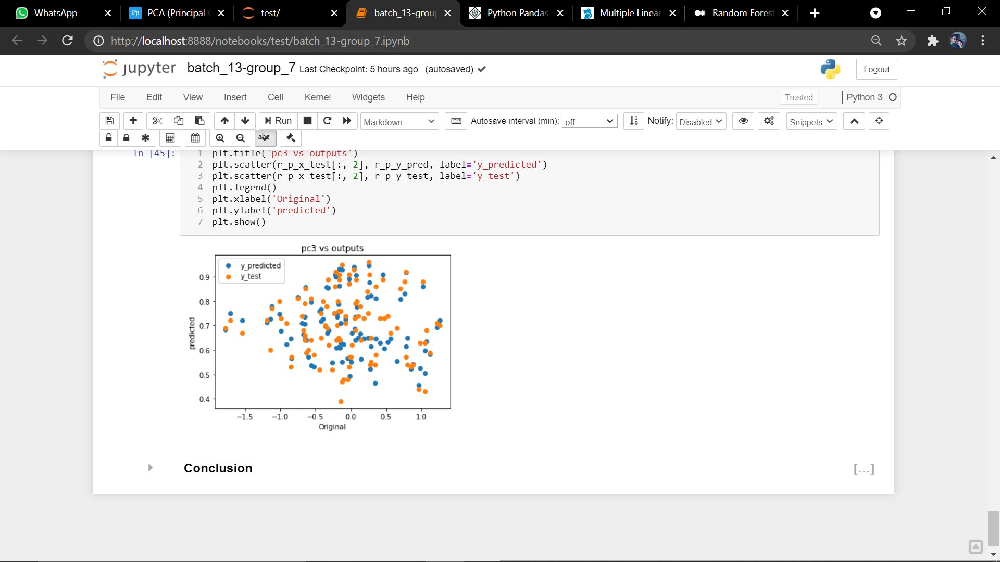 WhatsApp
PCA (Principal
test/
batch_13-grou
Python Pandas
Multiple Linear
Random Forest
http://localhost:8888/notebooks/test/batch_13-group_7.ipynb
jupyter batch_13-group_7 Last Checkpoint: 5 hours ago (autosaved)
Logout
File Edit View Insert Cell Kernel Widgets Help
Trusted
Python 3
Run
Markdown
Autosave interval (min): off
Notify: Disabled
Snippets
In [45]:
1 plt.title('pc3 vs outputs')
2 plt.scatter(r_p_x_test[:, 2], r_p_y_pred, label='y_predicted')
3 plt.scatter(r_p_x_test[:, 2], r_p_y_test, label='y_test')
4 plt.legend()
5 plt.xlabel('Original')
6 plt.ylabel('predicted')
7 plt.show()
pc3 vs outputs
y_predicted
y_test
0.9
0.8
0.7
0.6
0.5
0.4
predicted
−1.5 −1.0 −0.5 0.0 0.5 1.0
Original
Conclusion
[...]